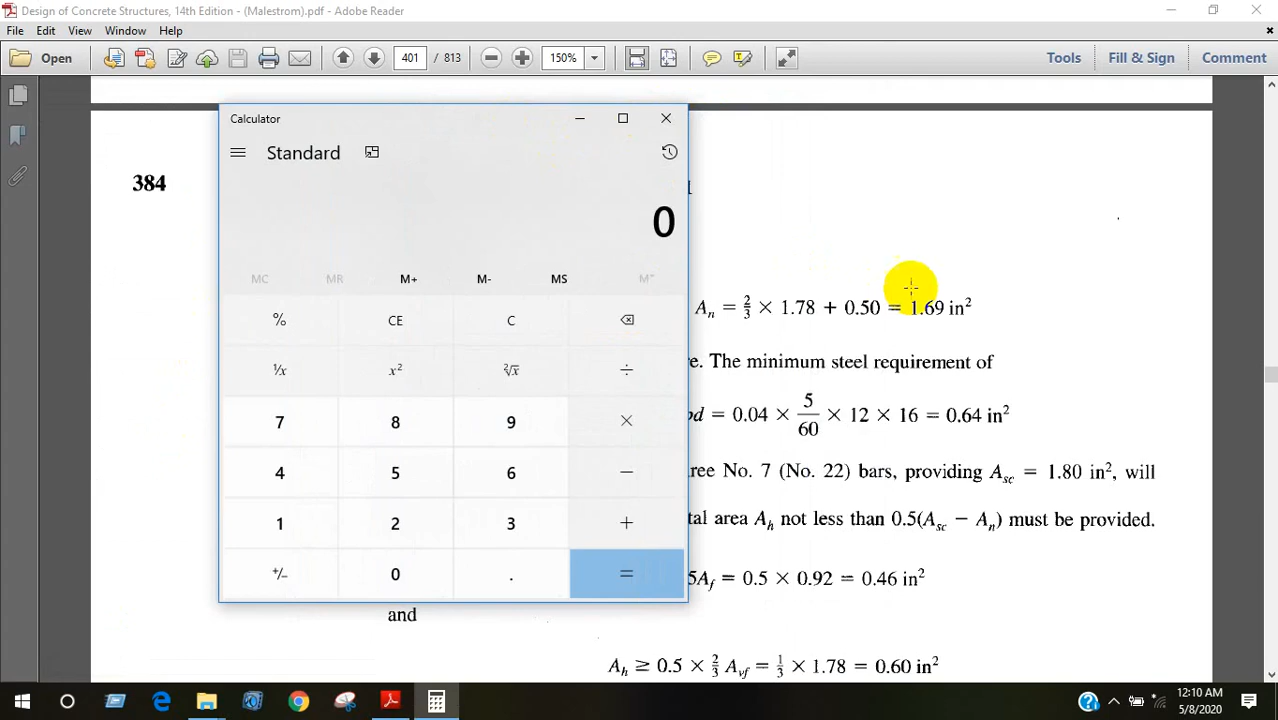 Design of Concrete Structures, 14th Edition - (Malestrom).pdf - Adobe Reader
File Edit View Window Help
Open 401 / 813 150% Tools Fill & Sign Comment
Calculator
Standard
0
MC MR M+ M- MS M˅
% CE C ⌫
¹/x x² ²√x ÷
7 8 9 ×
4 5 6 −
1 2 3 +
+/− 0 . =
384
1
Aₙ = 2/3 × 1.78 + 0.50 = 1.69 in²
e. The minimum steel requirement of
bd = 0.04 × 5/60 × 12 × 16 = 0.64 in²
ree No. 7 (No. 22) bars, providing A_sc = 1.80 in², will
tal area A_h not less than 0.5(A_sc − Aₙ) must be provided.
5A_f = 0.5 × 0.92 = 0.46 in²
and
A_h ≥ 0.5 × 2/3 A_vf = 1/3 × 1.78 = 0.60 in²
12:10 AM
5/8/2020